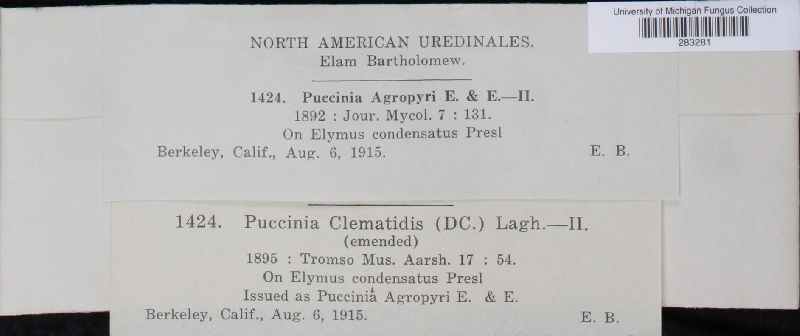 University of Michigan Fungus Collection
283281
NORTH AMERICAN UREDINALES.
Elam Bartholomew.
1424. Puccinia Agropyri E. & E.—II.
1892 : Jour. Mycol. 7 : 131.
On Elymus condensatus Presl
Berkeley, Calif., Aug. 6, 1915. E. B.
1424. Puccinia Clematidis (DC.) Lagh.—II.
(emended)
1895 : Tromso Mus. Aarsh. 17 : 54.
On Elymus condensatus Presl
Issued as Puccinia Agropyri E. & E.
Berkeley, Calif., Aug. 6, 1915. E. B.